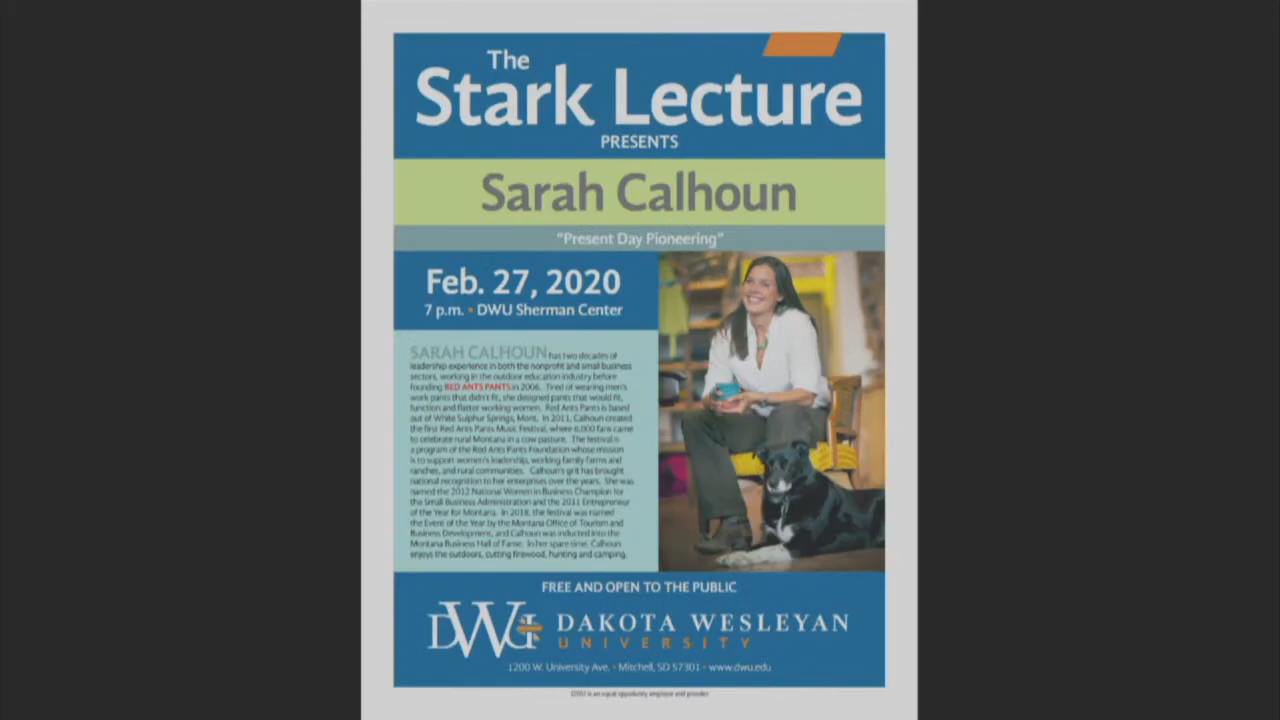 The
Stark Lecture
PRESENTS
Sarah Calhoun
“Present Day Pioneering”
Feb. 27, 2020
7 p.m. • DWU Sherman Center
SARAH CALHOUN has two decades of
leadership experience in both the nonprofit and small business
sectors, working in the outdoor education industry before
founding RED ANTS PANTS in 2006. Tired of wearing men's
work pants that didn't fit, she designed pants that would fit,
function and flatter working women. Red Ants Pants is based
out of White Sulphur Springs, Mont. In 2011, Calhoun created
the first Red Ants Pants Music Festival, where 6,000 fans came
to celebrate rural Montana in a cow pasture. The festival is
a program of the Red Ants Pants Foundation whose mission
is to support women's leadership, working family farms and
ranches, and rural communities. Calhoun's grit has brought
national recognition to her enterprises over the years. She was
named the 2012 National Women in Business Champion for
the Small Business Administration and the 2011 Entrepreneur
of the Year for Montana. In 2018, the festival was named
the Event of the Year by the Montana Office of Tourism and
Business Development, and Calhoun was inducted into the
Montana Business Hall of Fame. In her spare time, Calhoun
enjoys the outdoors, cutting firewood, hunting and camping.
FREE AND OPEN TO THE PUBLIC
DWU DAKOTA WESLEYAN
UNIVERSITY
1200 W. University Ave. • Mitchell, SD 57301 • www.dwu.edu
DWU is an equal opportunity employer and provider.